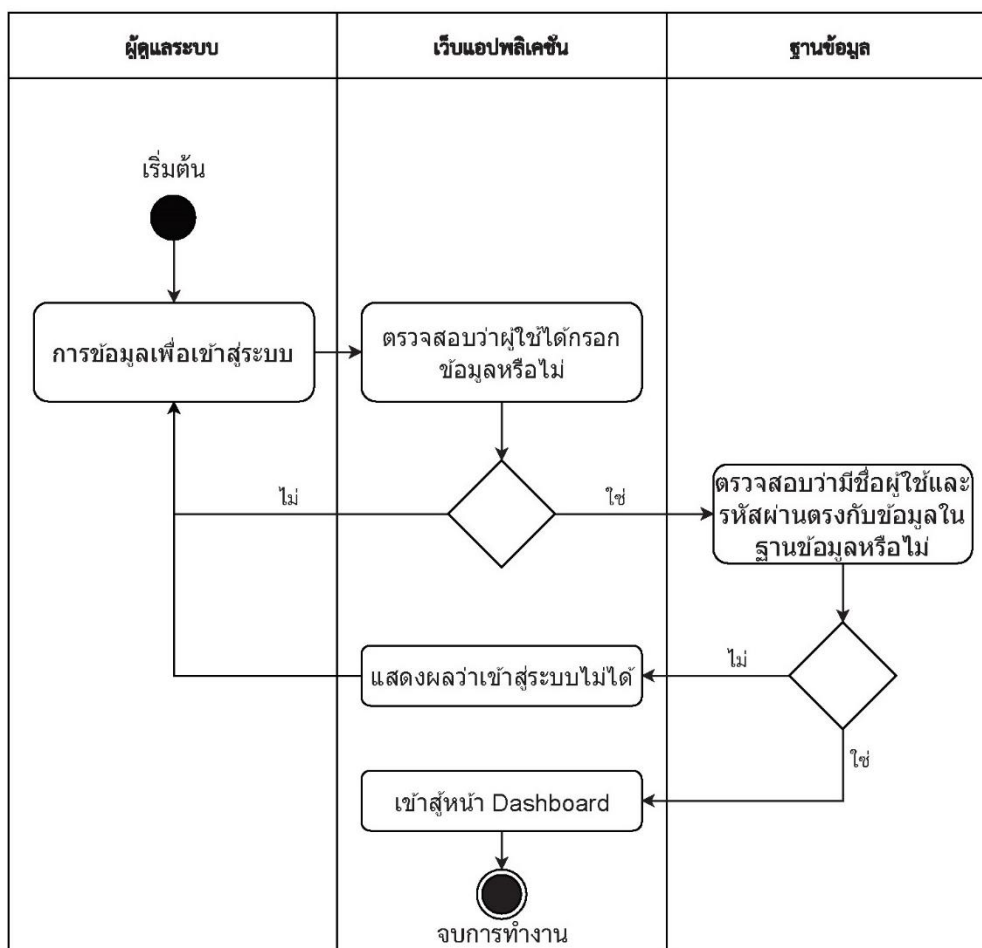 ผู้ดูแลระบบ
เว็บแอปพลิเคชั่น
ฐานข้อมูล
เริ่มต้น
การข้อมูลเพื่อเข้าสู่ระบบ
ตรวจสอบว่าผู้ใช้ได้กรอก
ข้อมูลหรือไม่
ไม่
ใช่
ตรวจสอบว่ามีชื่อผู้ใช้และ
รหัสผ่านตรงกับข้อมูลใน
ฐานข้อมูลหรือไม่
ไม่
แสดงผลว่าเข้าสู่ระบบไม่ได้
ใช่
เข้าสู้หน้า Dashboard
จบการทำงาน